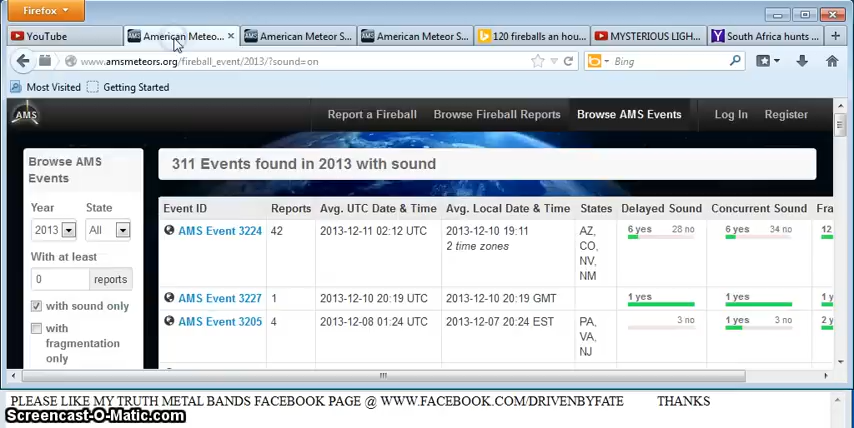 Firefox
YouTube
American Meteo...
American Meteor S...
American Meteor S...
120 fireballs an hou...
MYSTERIOUS LIGH...
South Africa hunts ...
www.amsmeteors.org/fireball_event/2013/?sound=on
Bing
Most Visited
Getting Started
AMS
Report a Fireball
Browse Fireball Reports
Browse AMS Events
Log In
Register
Browse AMS
Events
Year
State
2013
All
With at least
0
reports
with sound only
with
fragmentation
only
311 Events found in 2013 with sound
Event ID Reports Avg. UTC Date & Time Avg. Local Date & Time States Delayed Sound Concurrent Sound Fra
AMS Event 3224 42 2013-12-11 02:12 UTC 2013-12-10 19:11 AZ, 6 yes 28 no 6 yes 34 no 12
2 time zones CO,
NV,
NM
AMS Event 3227 1 2013-12-10 20:19 UTC 2013-12-10 20:19 GMT 1 yes 1 yes 1 y
AMS Event 3205 4 2013-12-08 01:24 UTC 2013-12-07 20:24 EST PA, 3 no 1 yes 3 no 2 y
VA,
NJ
PLEASE LIKE MY TRUTH METAL BANDS FACEBOOK PAGE @ WWW.FACEBOOK.COM/DRIVENBYFATE THANKS
Screencast-O-Matic.com